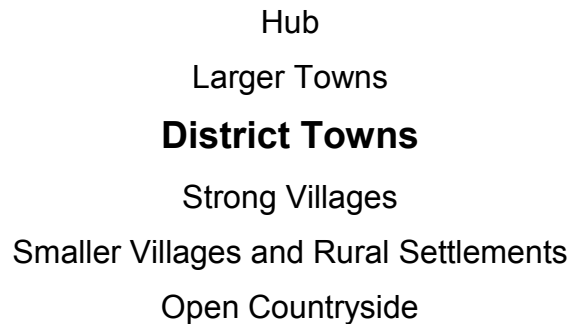 Hub
Larger Towns
District Towns
Strong Villages
Smaller Villages and Rural Settlements
Open Countryside